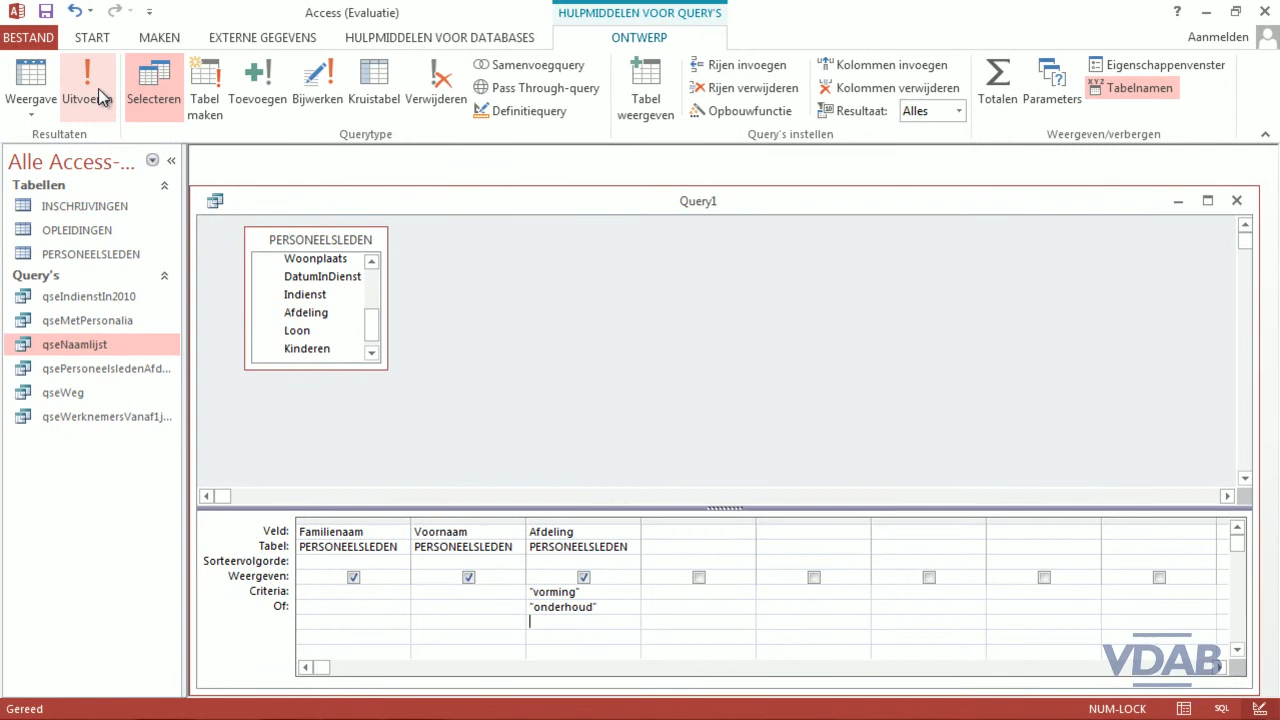 Access (Evaluatie)
HULPMIDDELEN VOOR QUERY'S
BESTAND START MAKEN EXTERNE GEGEVENS HULPMIDDELEN VOOR DATABASES ONTWERP
Aanmelden
Weergave
Selecteren
Tabel maken
Toevoegen
Bijwerken
Kruistabel
Verwijderen
Samenvoegquery
Pass Through-query
Definitiequery
Tabel weergeven
Rijen invoegen
Rijen verwijderen
Opbouwfunctie
Kolommen invoegen
Kolommen verwijderen
Resultaat: Alles
Totalen
Parameters
Eigenschappenvenster
XYZ Tabelnamen
Resultaten Querytype Query's instellen Weergeven/verbergen
Alle Access-...
Tabellen
INSCHRIJVINGEN
OPLEIDINGEN
PERSONEELSLEDEN
Query's
qseIndienstIn2010
qseMetPersonalia
qseNaamlijst
qsePersoneelsledenAfd...
qseWeg
qseWerknemersVanaf1j...
Query1
PERSONEELSLEDEN
Woonplaats
DatumInDienst
Indienst
Afdeling
Loon
Kinderen
Veld: Familienaam Voornaam Afdeling
Tabel: PERSONEELSLEDEN PERSONEELSLEDEN PERSONEELSLEDEN
Sorteervolgorde:
Weergeven:
Criteria: "vorming"
Of: "onderhoud"
VDAB
Gereed NUM-LOCK SQL